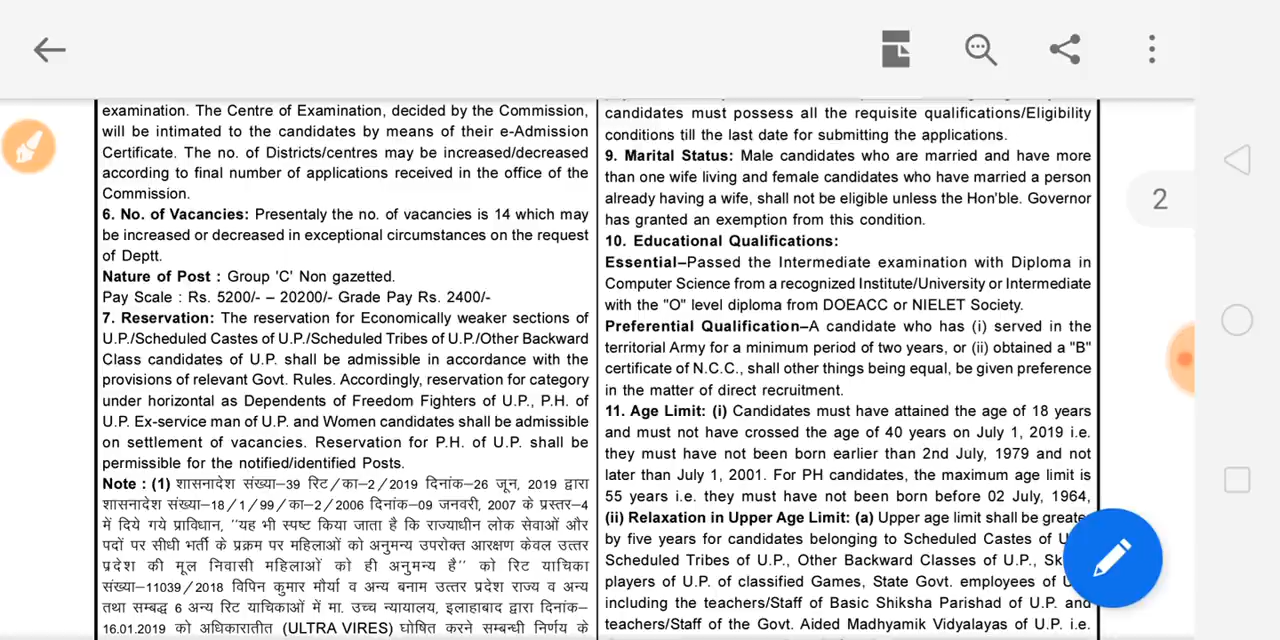 examination. The Centre of Examination, decided by the Commission,
will be intimated to the candidates by means of their e-Admission
Certificate. The no. of Districts/centres may be increased/decreased
according to final number of applications received in the office of the
Commission.
6. No. of Vacancies: Presentaly the no. of vacancies is 14 which may
be increased or decreased in exceptional circumstances on the request
of Deptt.
Nature of Post : Group 'C' Non gazetted.
Pay Scale : Rs. 5200/- – 20200/- Grade Pay Rs. 2400/-
7. Reservation: The reservation for Economically weaker sections of
U.P./Scheduled Castes of U.P./Scheduled Tribes of U.P./Other Backward
Class candidates of U.P. shall be admissible in accordance with the
provisions of relevant Govt. Rules. Accordingly, reservation for category
under horizontal as Dependents of Freedom Fighters of U.P., P.H. of
U.P. Ex-service man of U.P. and Women candidates shall be admissible
on settlement of vacancies. Reservation for P.H. of U.P. shall be
permissible for the notified/identified Posts.
Note : (1) शासनादेश संख्या–39 रिट/का–2/2019 दिनांक–26 जून, 2019 द्वारा
शासनादेश संख्या–18/1/99/का–2/2006 दिनांक–09 जनवरी, 2007 के प्रस्तर–4
में दिये गये प्राविधान, "यह भी स्पष्ट किया जाता है कि राज्याधीन लोक सेवाओं और
पदों पर सीधी भर्ती के प्रक्रम पर महिलाओं को अनुमन्य उपरोक्त आरक्षण केवल उत्तर
प्रदेश की मूल निवासी महिलाओं को ही अनुमन्य है" को रिट याचिका
संख्या–11039/2018 विपिन कुमार मौर्या व अन्य बनाम उत्तर प्रदेश राज्य व अन्य
तथा सम्बद्ध 6 अन्य रिट याचिकाओं में मा. उच्च न्यायालय, इलाहाबाद द्वारा दिनांक–
16.01.2019 को अधिकारातीत (ULTRA VIRES) घोषित करने सम्बन्धी निर्णय के
candidates must possess all the requisite qualifications/Eligibility
conditions till the last date for submitting the applications.
9. Marital Status: Male candidates who are married and have more
than one wife living and female candidates who have married a person
already having a wife, shall not be eligible unless the Hon'ble. Governor
has granted an exemption from this condition.
10. Educational Qualifications:
Essential–Passed the Intermediate examination with Diploma in
Computer Science from a recognized Institute/University or Intermediate
with the "O" level diploma from DOEACC or NIELET Society.
Preferential Qualification–A candidate who has (i) served in the
territorial Army for a minimum period of two years, or (ii) obtained a "B"
certificate of N.C.C., shall other things being equal, be given preference
in the matter of direct recruitment.
11. Age Limit: (i) Candidates must have attained the age of 18 years
and must not have crossed the age of 40 years on July 1, 2019 i.e.
they must have not been born earlier than 2nd July, 1979 and not
later than July 1, 2001. For PH candidates, the maximum age limit is
55 years i.e. they must have not been born before 02 July, 1964,
(ii) Relaxation in Upper Age Limit: (a) Upper age limit shall be greater
by five years for candidates belonging to Scheduled Castes of
Scheduled Tribes of U.P., Other Backward Classes of U.P.,
players of U.P. of classified Games, State Govt. employees of
including the teachers/Staff of Basic Shiksha Parishad of U.P. and
teachers/Staff of the Govt. Aided Madhyamik Vidyalayas of U.P. i.e.
2